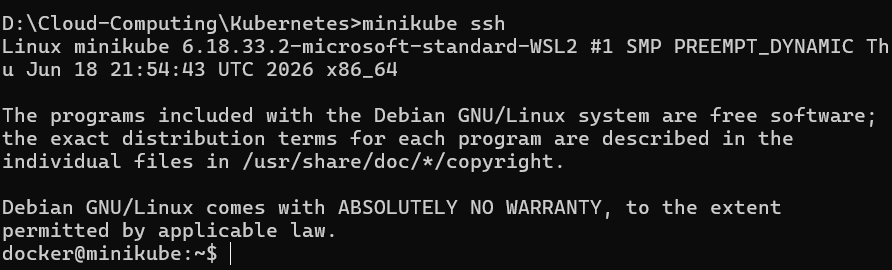 D:\Cloud-Computing\Kubernetes>minikube ssh
Linux minikube 6.18.33.2-microsoft-standard-WSL2 #1 SMP PREEMPT_DYNAMIC Th
u Jun 18 21:54:43 UTC 2026 x86_64
The programs included with the Debian GNU/Linux system are free software;
the exact distribution terms for each program are described in the
individual files in /usr/share/doc/*/copyright.
Debian GNU/Linux comes with ABSOLUTELY NO WARRANTY, to the extent
permitted by applicable law.
docker@minikube:~$